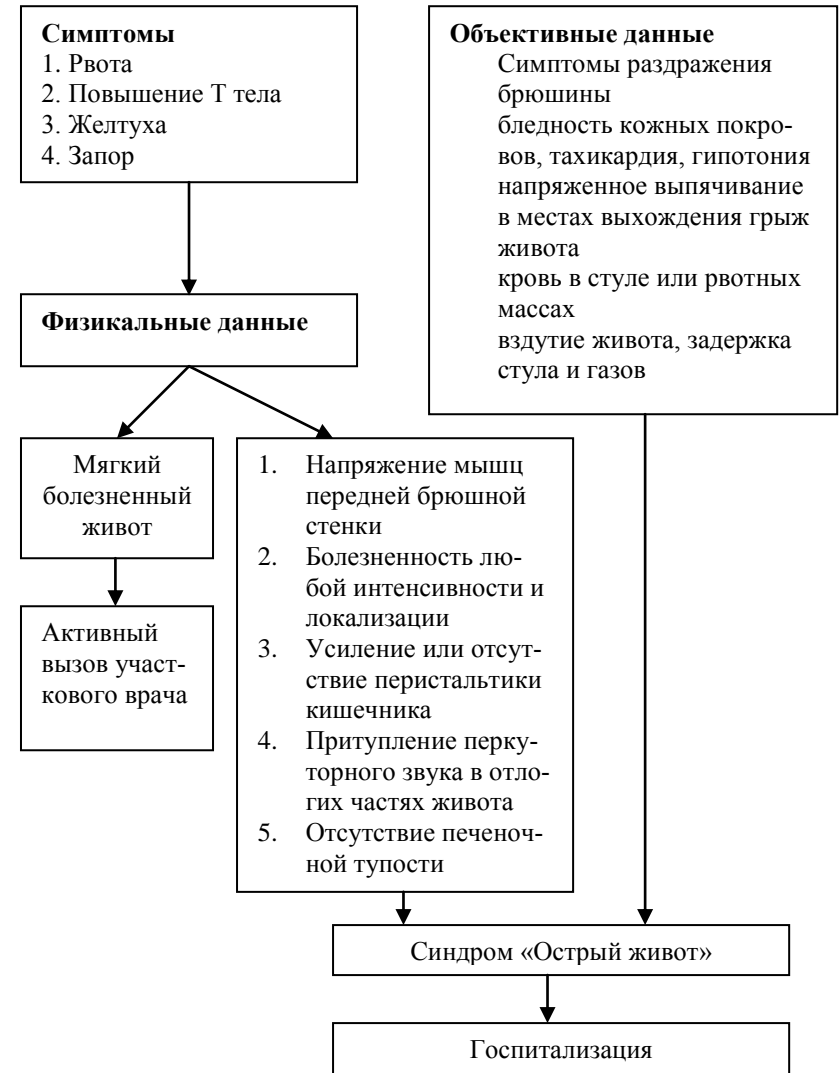 Симптомы
1. Рвота
2. Повышение Т тела
3. Желтуха
4. Запор
Объективные данные
Симптомы раздражения
брюшины
бледность кожных покро-
вов, тахикардия, гипотония
напряженное выпячивание
в местах выхождения грыж
живота
кровь в стуле или рвотных
массах
вздутие живота, задержка
стула и газов
Физикальные данные
Мягкий
болезненный
живот
Активный
вызов участ-
кового врача
1. Напряжение мышц
передней брюшной
стенки
2. Болезненность лю-
бой интенсивности и
локализации
3. Усиление или отсут-
ствие перистальтики
кишечника
4. Притупление перку-
торного звука в отло-
гих частях живота
5. Отсутствие печеноч-
ной тупости
Синдром «Острый живот»
Госпитализация